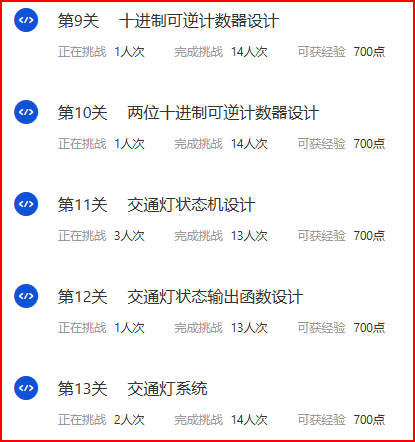 第9关 十进制可逆计数器设计
正在挑战 1人次 完成挑战 14人次 可获经验 700点
第10关 两位十进制可逆计数器设计
正在挑战 1人次 完成挑战 14人次 可获经验 700点
第11关 交通灯状态机设计
正在挑战 3人次 完成挑战 13人次 可获经验 700点
第12关 交通灯状态输出函数设计
正在挑战 1人次 完成挑战 13人次 可获经验 700点
第13关 交通灯系统
正在挑战 2人次 完成挑战 14人次 可获经验 700点